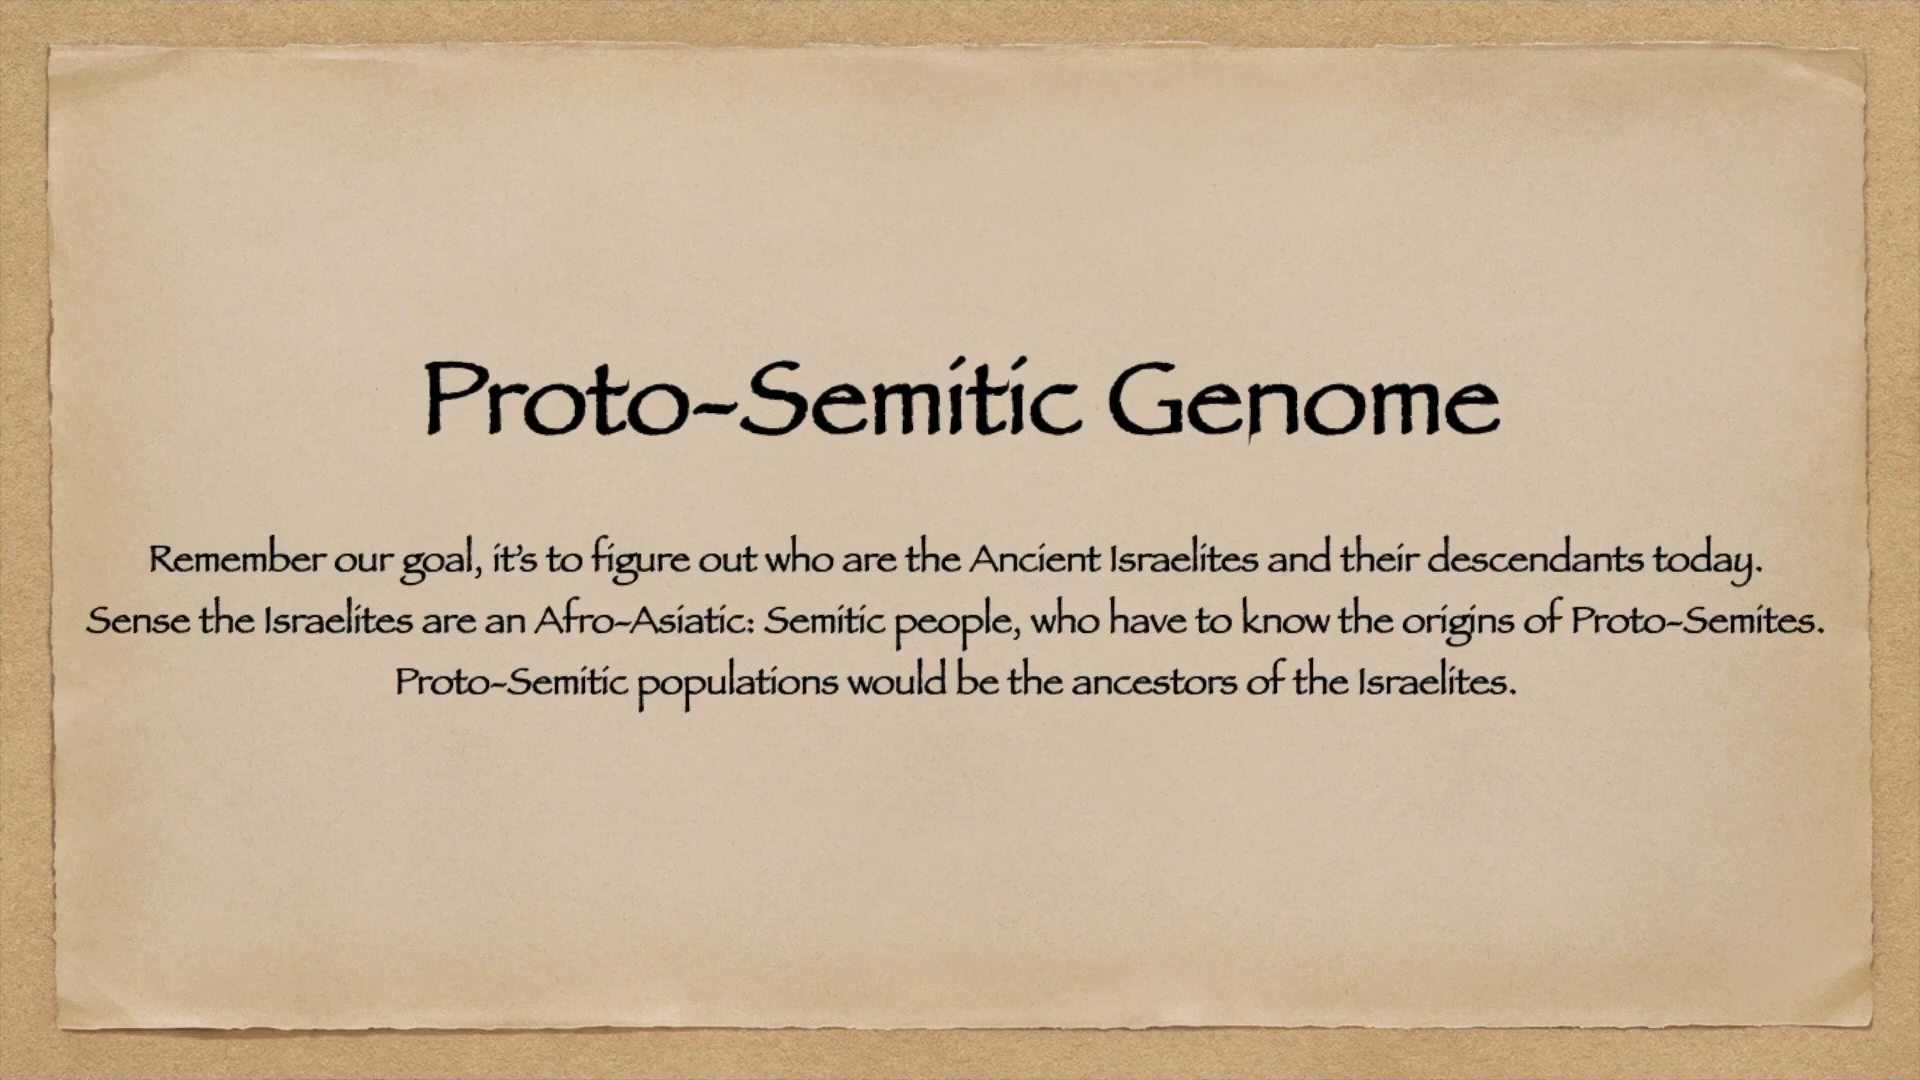 Proto-Semitic Genome
Remember our goal, it's to figure out who are the Ancient Israelites and their descendants today.
Sense the Israelites are an Afro-Asiatic: Semitic people, who have to know the origins of Proto-Semites.
Proto-Semitic populations would be the ancestors of the Israelites.